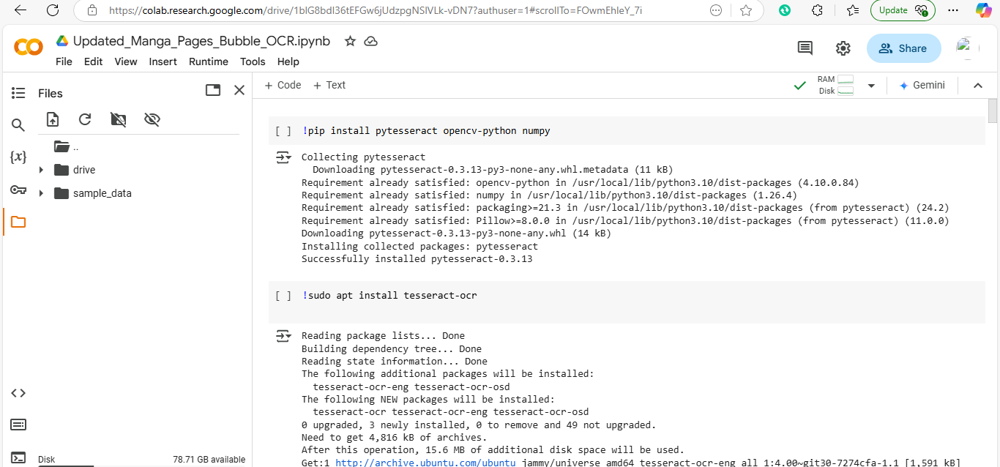 https://colab.research.google.com/drive/1blG8bdI36tEFGw6jUdzpgNSlVLk-vDN7?authuser=1#scrollTo=FOwmEhleY_7i
Update
Updated_Manga_Pages_Bubble_OCR.ipynb
File Edit View Insert Runtime Tools Help
Share
Files
+ Code + Text
RAM
Disk
Gemini
..
drive
sample_data
{x}
[ ] !pip install pytesseract opencv-python numpy
Collecting pytesseract
Downloading pytesseract-0.3.13-py3-none-any.whl.metadata (11 kB)
Requirement already satisfied: opencv-python in /usr/local/lib/python3.10/dist-packages (4.10.0.84)
Requirement already satisfied: numpy in /usr/local/lib/python3.10/dist-packages (1.26.4)
Requirement already satisfied: packaging>=21.3 in /usr/local/lib/python3.10/dist-packages (from pytesseract) (24.2)
Requirement already satisfied: Pillow>=8.0.0 in /usr/local/lib/python3.10/dist-packages (from pytesseract) (11.0.0)
Downloading pytesseract-0.3.13-py3-none-any.whl (14 kB)
Installing collected packages: pytesseract
Successfully installed pytesseract-0.3.13
[ ] !sudo apt install tesseract-ocr
Reading package lists... Done
Building dependency tree... Done
Reading state information... Done
The following additional packages will be installed:
tesseract-ocr-eng tesseract-ocr-osd
The following NEW packages will be installed:
tesseract-ocr tesseract-ocr-eng tesseract-ocr-osd
0 upgraded, 3 newly installed, 0 to remove and 49 not upgraded.
Need to get 4,816 kB of archives.
After this operation, 15.6 MB of additional disk space will be used.
Get:1 http://archive.ubuntu.com/ubuntu jammy/universe amd64 tesseract-ocr-eng all 1:4.00~git30-7274cfa-1.1 [1,591 kB]
Disk 78.71 GB available